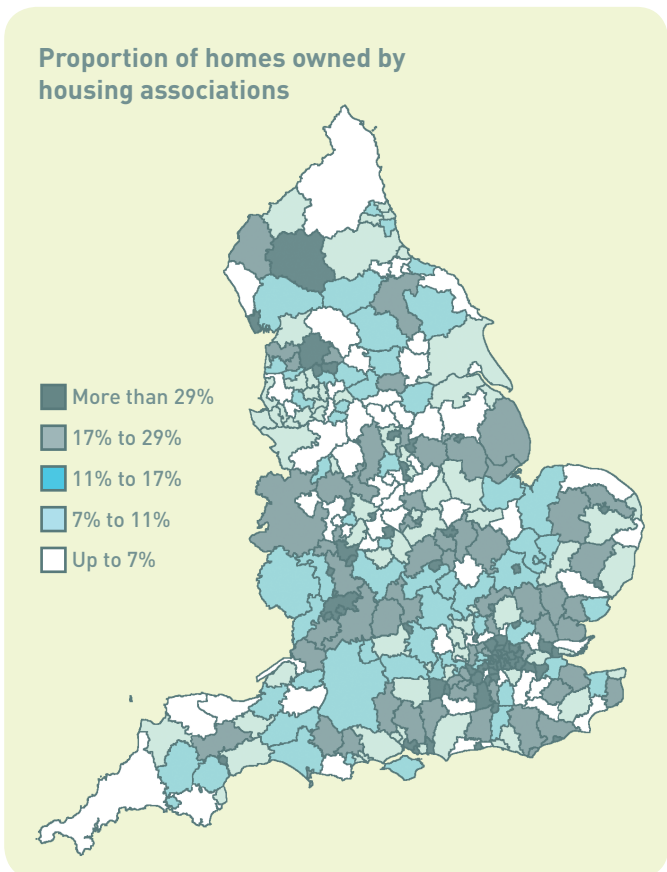 Proportion of homes owned by
housing associations
More than 29%
17% to 29%
11% to 17%
7% to 11%
Up to 7%